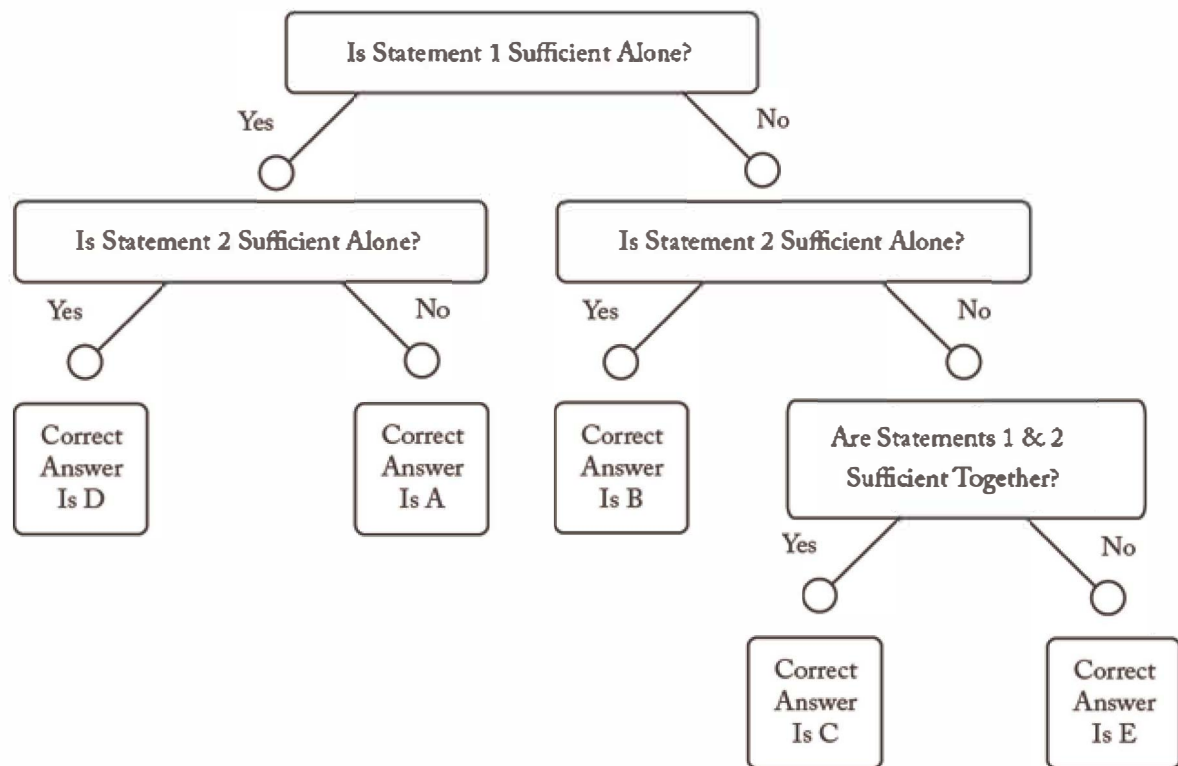 Is Statement 1 Sufficient Alone?
Yes
No
Is Statement 2 Sufficient Alone?
Is Statement 2 Sufficient Alone?
Yes
No
Yes
No
Correct
Answer
Is D
Correct
Answer
Is A
Correct
Answer
Is B
Are Statements 1 & 2
Sufficient Together?
Yes
No
Correct
Answer
Is C
Correct
Answer
Is E